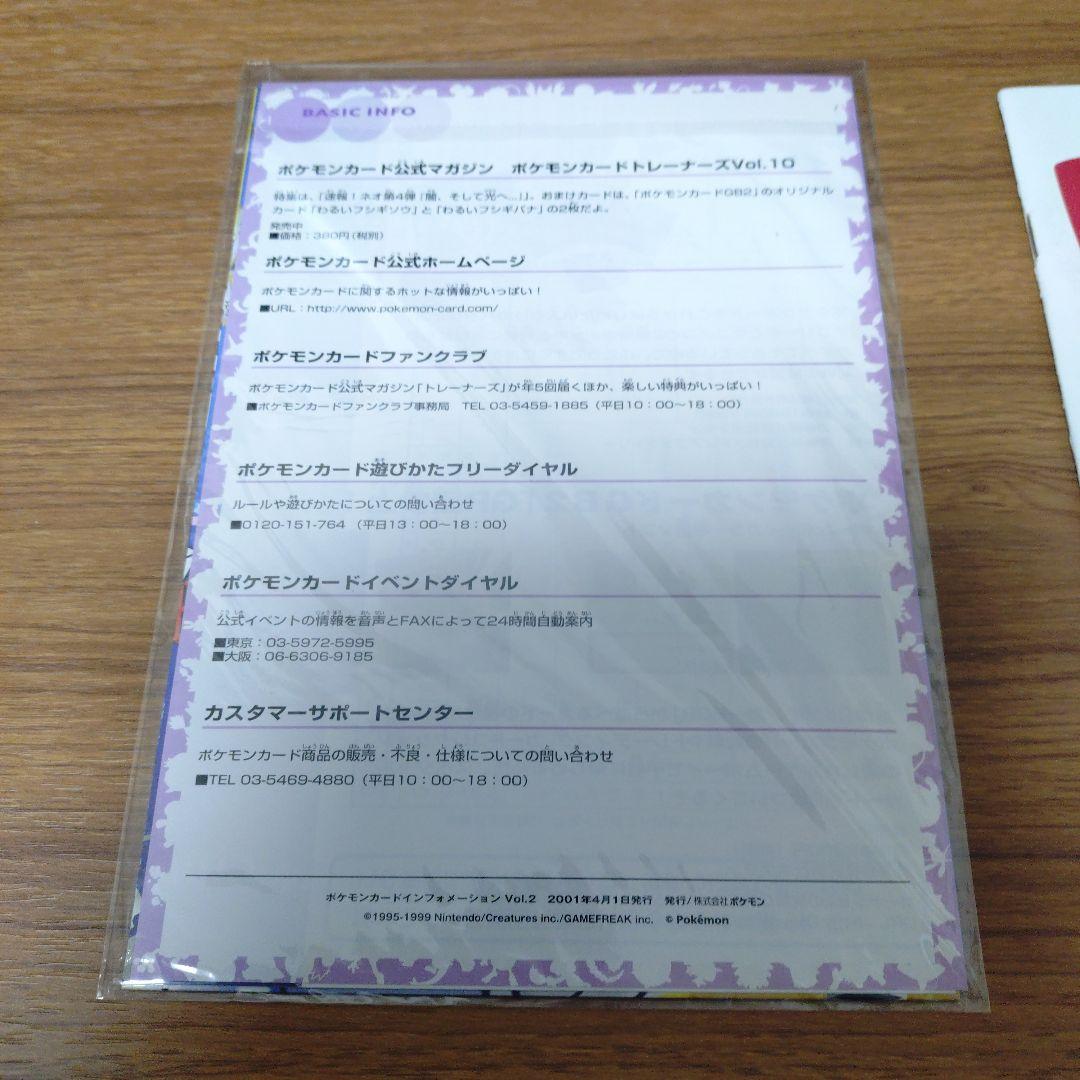 BASIC INFO
ポケモンカード公式マガジン　ポケモンカードトレーナーズVol.10
特集は、「速報！ネオ第4弾「闇、そして光へ...」」。おまけカードは、「ポケモンカードGB2」のオリジナル
カード「わるいフシギソウ」と「わるいフシギバナ」の2枚だよ。
発売中
■価格：380円（税別）
ポケモンカード公式ホームページ
ポケモンカードに関するホットな情報がいっぱい！
■URL：http://www.pokemon-card.com/
ポケモンカードファンクラブ
ポケモンカード公式マガジン「トレーナーズ」が年5回届くほか、楽しい特典がいっぱい！
■ポケモンカードファンクラブ事務局　TEL 03-5459-1885（平日10：00〜18：00）
ポケモンカード遊びかたフリーダイヤル
ルールや遊びかたについての問い合わせ
■0120-151-764 （平日13：00〜18：00）
ポケモンカードイベントダイヤル
公式イベントの情報を音声とFAXによって24時間自動案内
■東京：03-5972-5995
■大阪：06-6306-9185
カスタマーサポートセンター
ポケモンカード商品の販売・不良・仕様についての問い合わせ
■TEL 03-5469-4880（平日10：00〜18：00）
ポケモンカードインフォメーション Vol.2　2001年4月1日発行　発行/株式会社ポケモン
©1995-1999 Nintendo/Creatures inc./GAMEFREAK inc.　© Pokémon